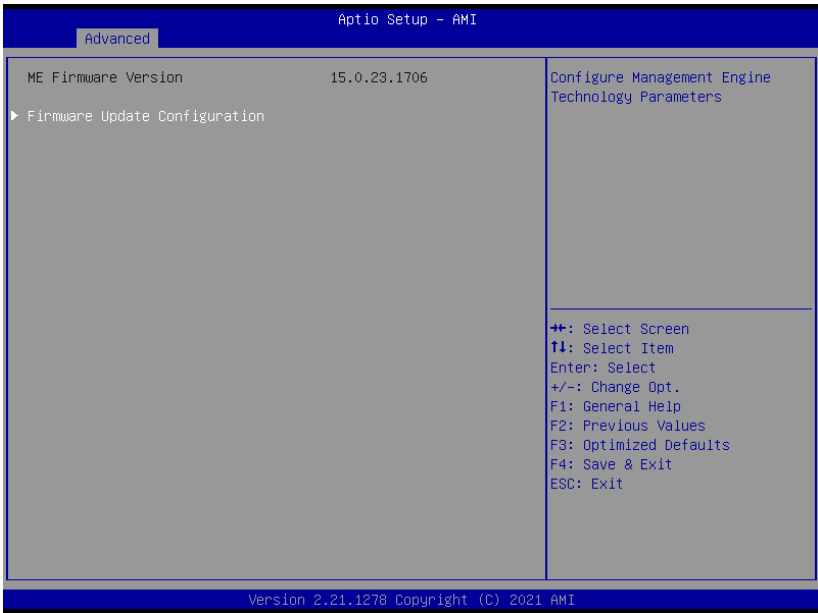 Aptio Setup – AMI
Advanced
ME Firmware Version 15.0.23.1706
Firmware Update Configuration
Configure Management Engine
Technology Parameters
→←: Select Screen
↑↓: Select Item
Enter: Select
+/-: Change Opt.
F1: General Help
F2: Previous Values
F3: Optimized Defaults
F4: Save & Exit
ESC: Exit
Version 2.21.1278 Copyright (C) 2021 AMI